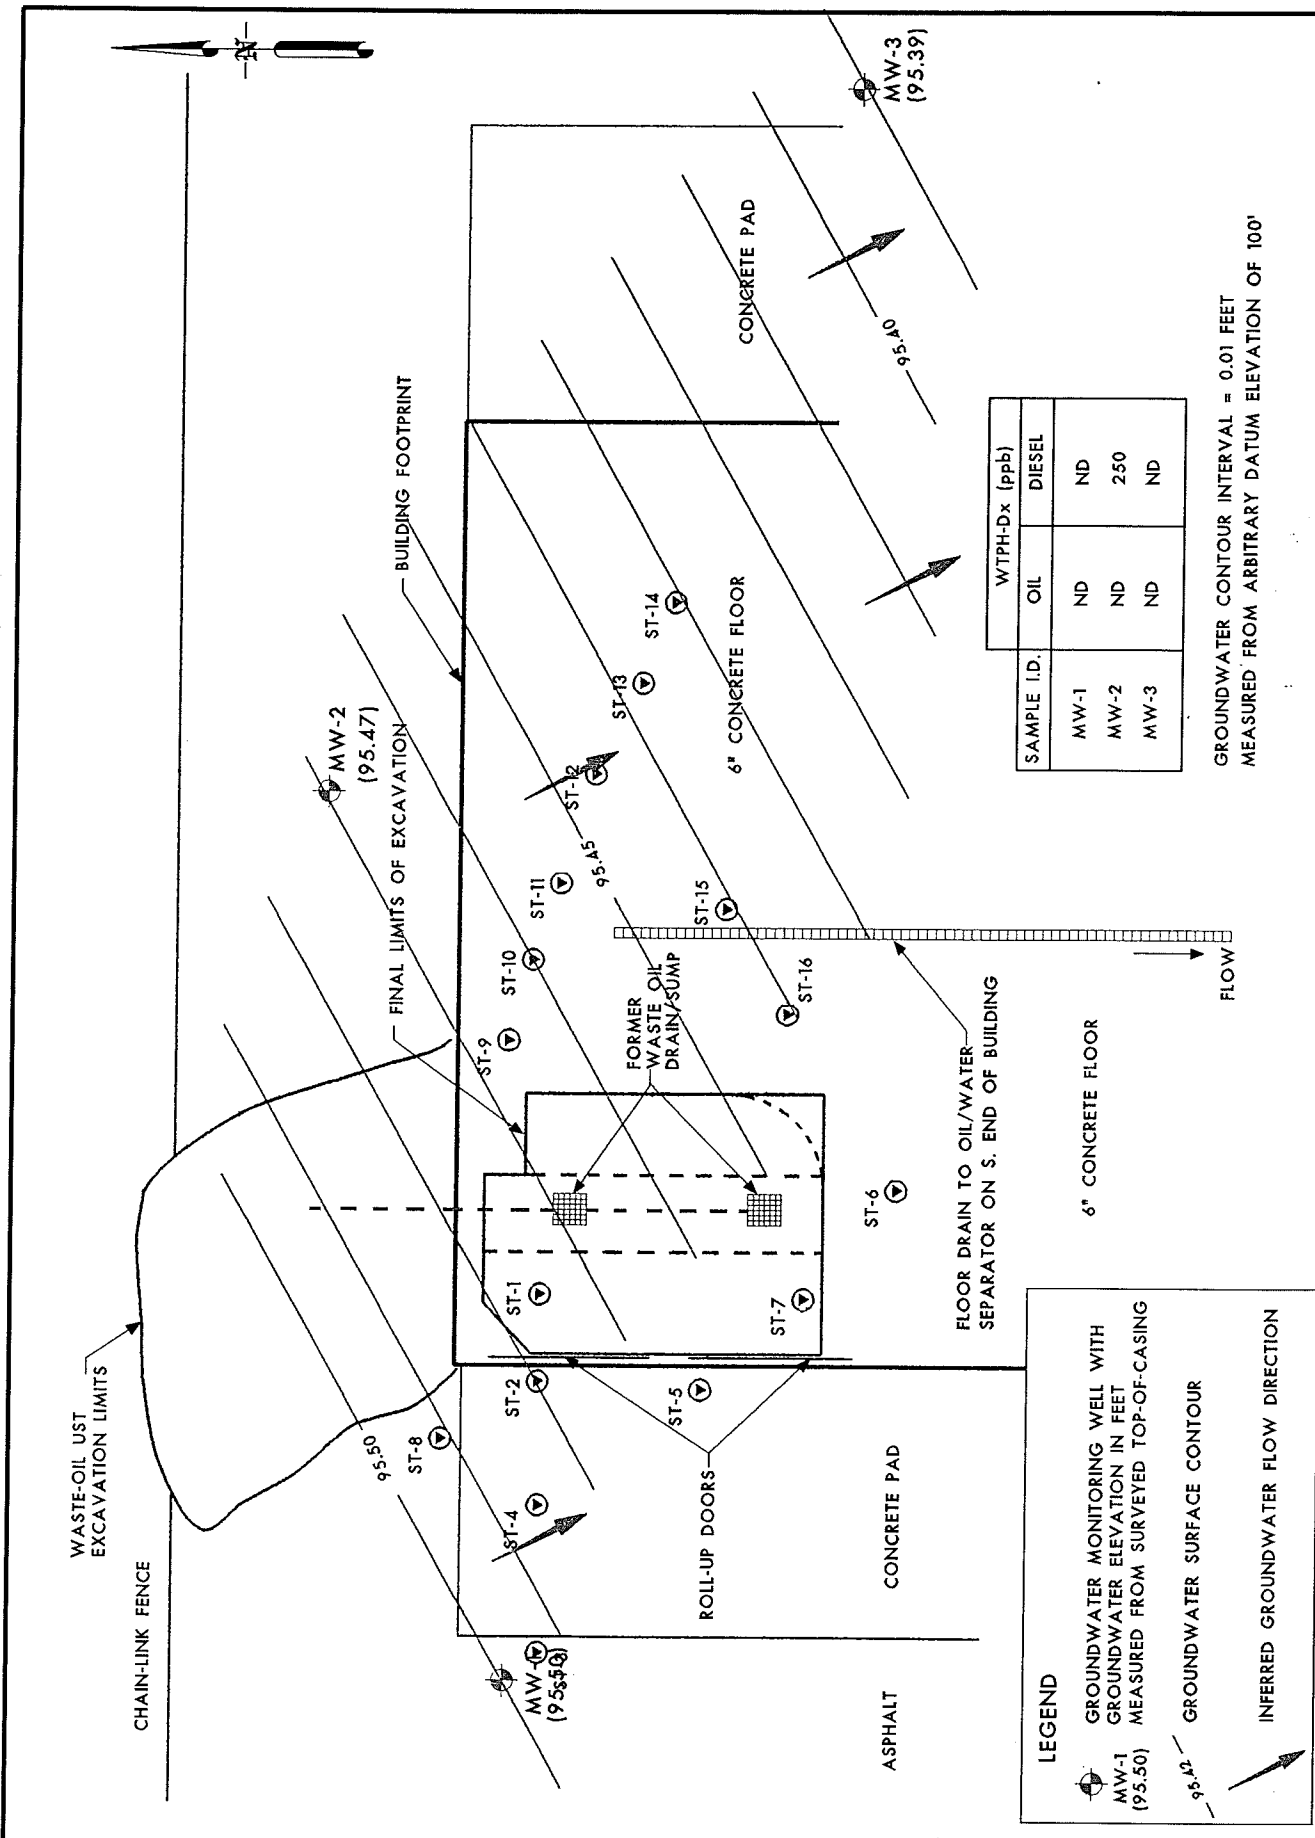 WASTE-OIL UST
EXCAVATION LIMITS
CHAIN-LINK FENCE
N
MW-2
(95.47)
BUILDING FOOTPRINT
FINAL LIMITS OF EXCAVATION
MW-3
(95.39)
95.50
ST-8
ST-4
ST-2
ST-1
ST-9
ST-10
ST-11
ST-12
ST-13
ST-14
95.45
FORMER
WASTE OIL
DRAIN/SUMP
CONCRETE PAD
MW-
(95.50)
ST-5
ST-7
ST-6
ST-16
ST-15
6" CONCRETE FLOOR
95.40
ROLL-UP DOORS
ASPHALT
CONCRETE PAD
FLOOR DRAIN TO OIL/WATER
SEPARATOR ON S. END OF BUILDING
6" CONCRETE FLOOR
FLOW
WTPH-Dx (ppb)
SAMPLE I.D. OIL DIESEL
MW-1 ND ND
MW-2 ND 250
MW-3 ND ND
GROUNDWATER CONTOUR INTERVAL = 0.01 FEET
MEASURED FROM ARBITRARY DATUM ELEVATION OF 100'
LEGEND
MW-1
(95.50)
GROUNDWATER MONITORING WELL WITH
GROUNDWATER ELEVATION IN FEET
MEASURED FROM SURVEYED TOP-OF-CASING
95.42
GROUNDWATER SURFACE CONTOUR
INFERRED GROUNDWATER FLOW DIRECTION